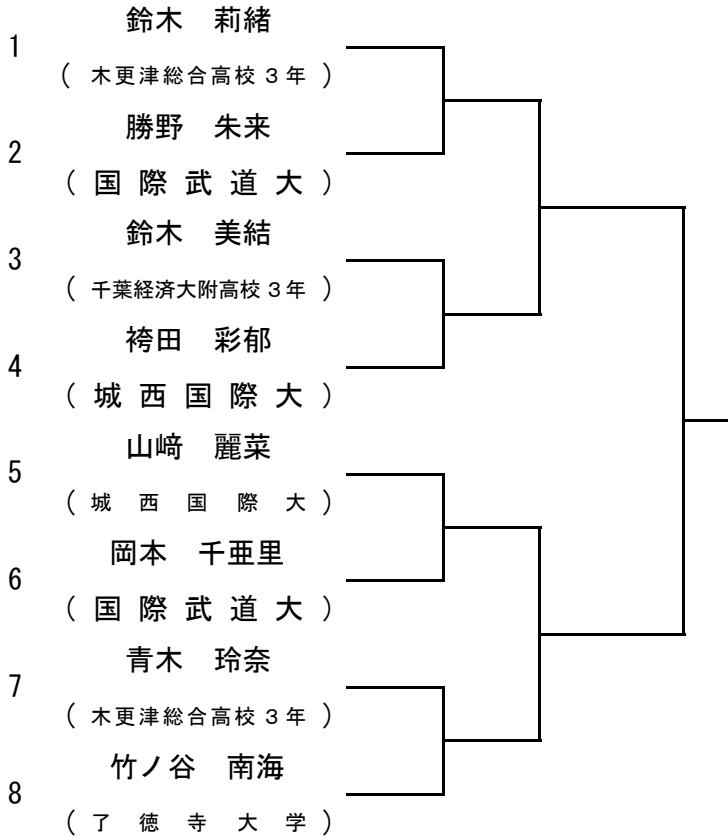 鈴木　莉緒
1
（ 木更津総合高校３年 ）
勝野　朱来
2
（ 国 際 武 道 大 ）
鈴木　美結
3
（ 千葉経済大附高校３年 ）
袴田　彩郁
4
（ 城 西 国 際 大 ）
山﨑　麗菜
5
（ 城 西 国 際 大 ）
岡本　千亜里
6
（ 国 際 武 道 大 ）
青木　玲奈
7
（ 木更津総合高校３年 ）
竹ノ谷　南海
8
（ 了 徳 寺 大 学 ）